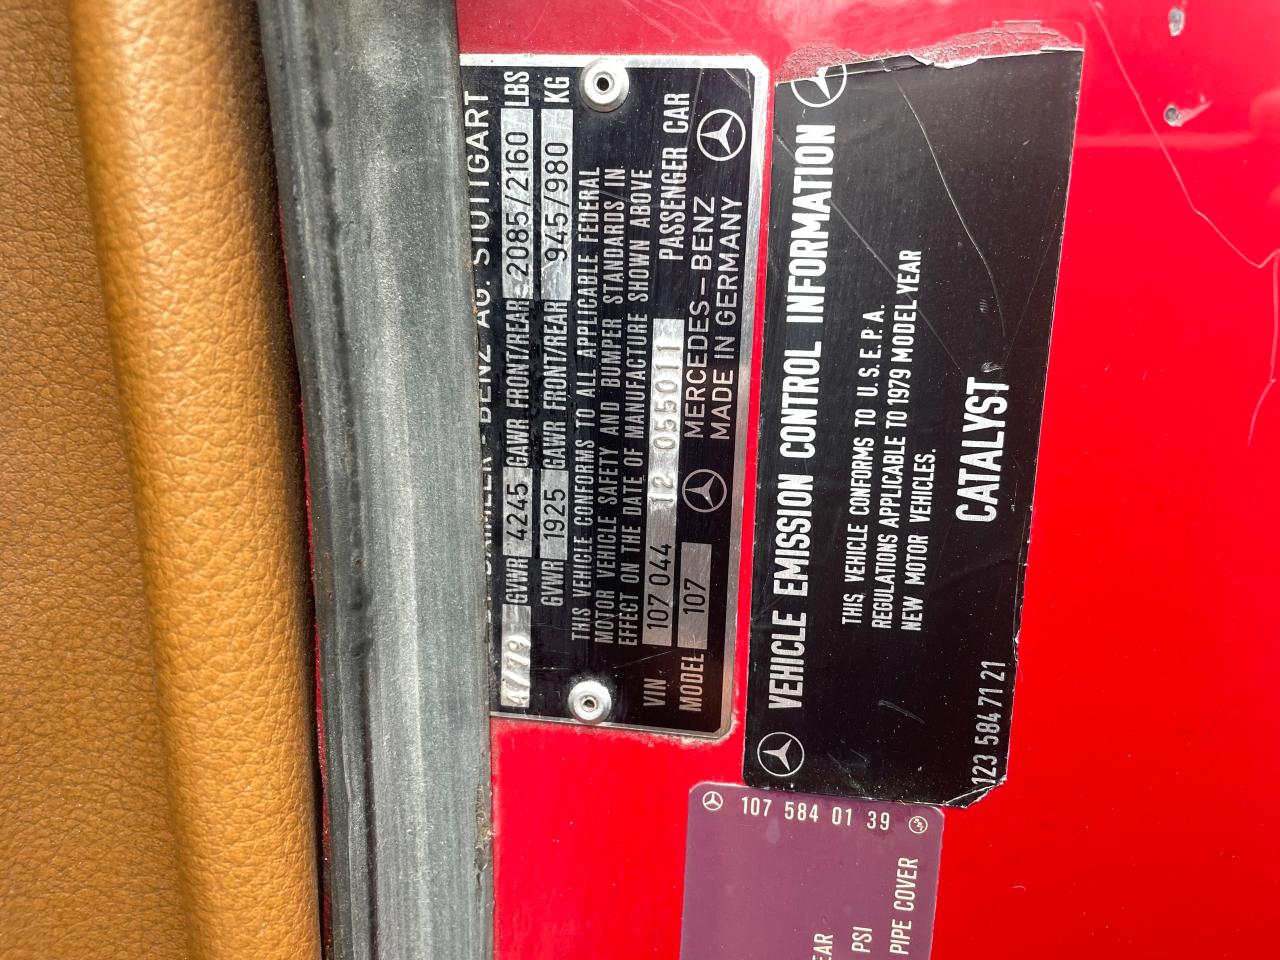 DAIMLER - BENZ AG. STUTTGART
4/79 GVWR 4245 GAWR FRONT/REAR 2085/2160 LBS
GVWR 1925 GAWR FRONT/REAR 945/980 KG
THIS VEHICLE CONFORMS TO ALL APPLICABLE FEDERAL
MOTOR VEHICLE SAFETY AND BUMPER STANDARDS IN
EFFECT ON THE DATE OF MANUFACTURE SHOWN ABOVE
VIN 107 044 12 055011 PASSENGER CAR
MODEL 107 MERCEDES - BENZ
MADE IN GERMANY
VEHICLE EMISSION CONTROL INFORMATION
THIS VEHICLE CONFORMS TO U. S. E. P. A.
REGULATIONS APPLICABLE TO 1979 MODEL YEAR
NEW MOTOR VEHICLES.
CATALYST
123 584 71 21
107 584 01 39
EAR
PSI
PIPE COVER